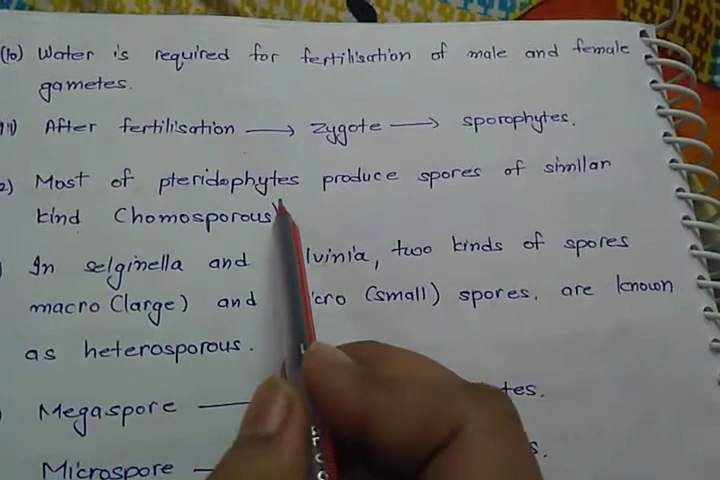 (10) Water is required for fertilisation of male and female
gametes.
11) After fertilisation → zygote → sporophytes.
2.) Most of pteridophytes produce spores of similar
kind (homosporous)
) In selginella and lvinia, two kinds of spores
macro (large) and icro (small) spores. are known
as heterosporous.
Megaspore — tes.
Microspore — s.